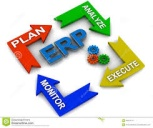 PLAN
ANALYZE
ERP
MONITOR
EXECUTE